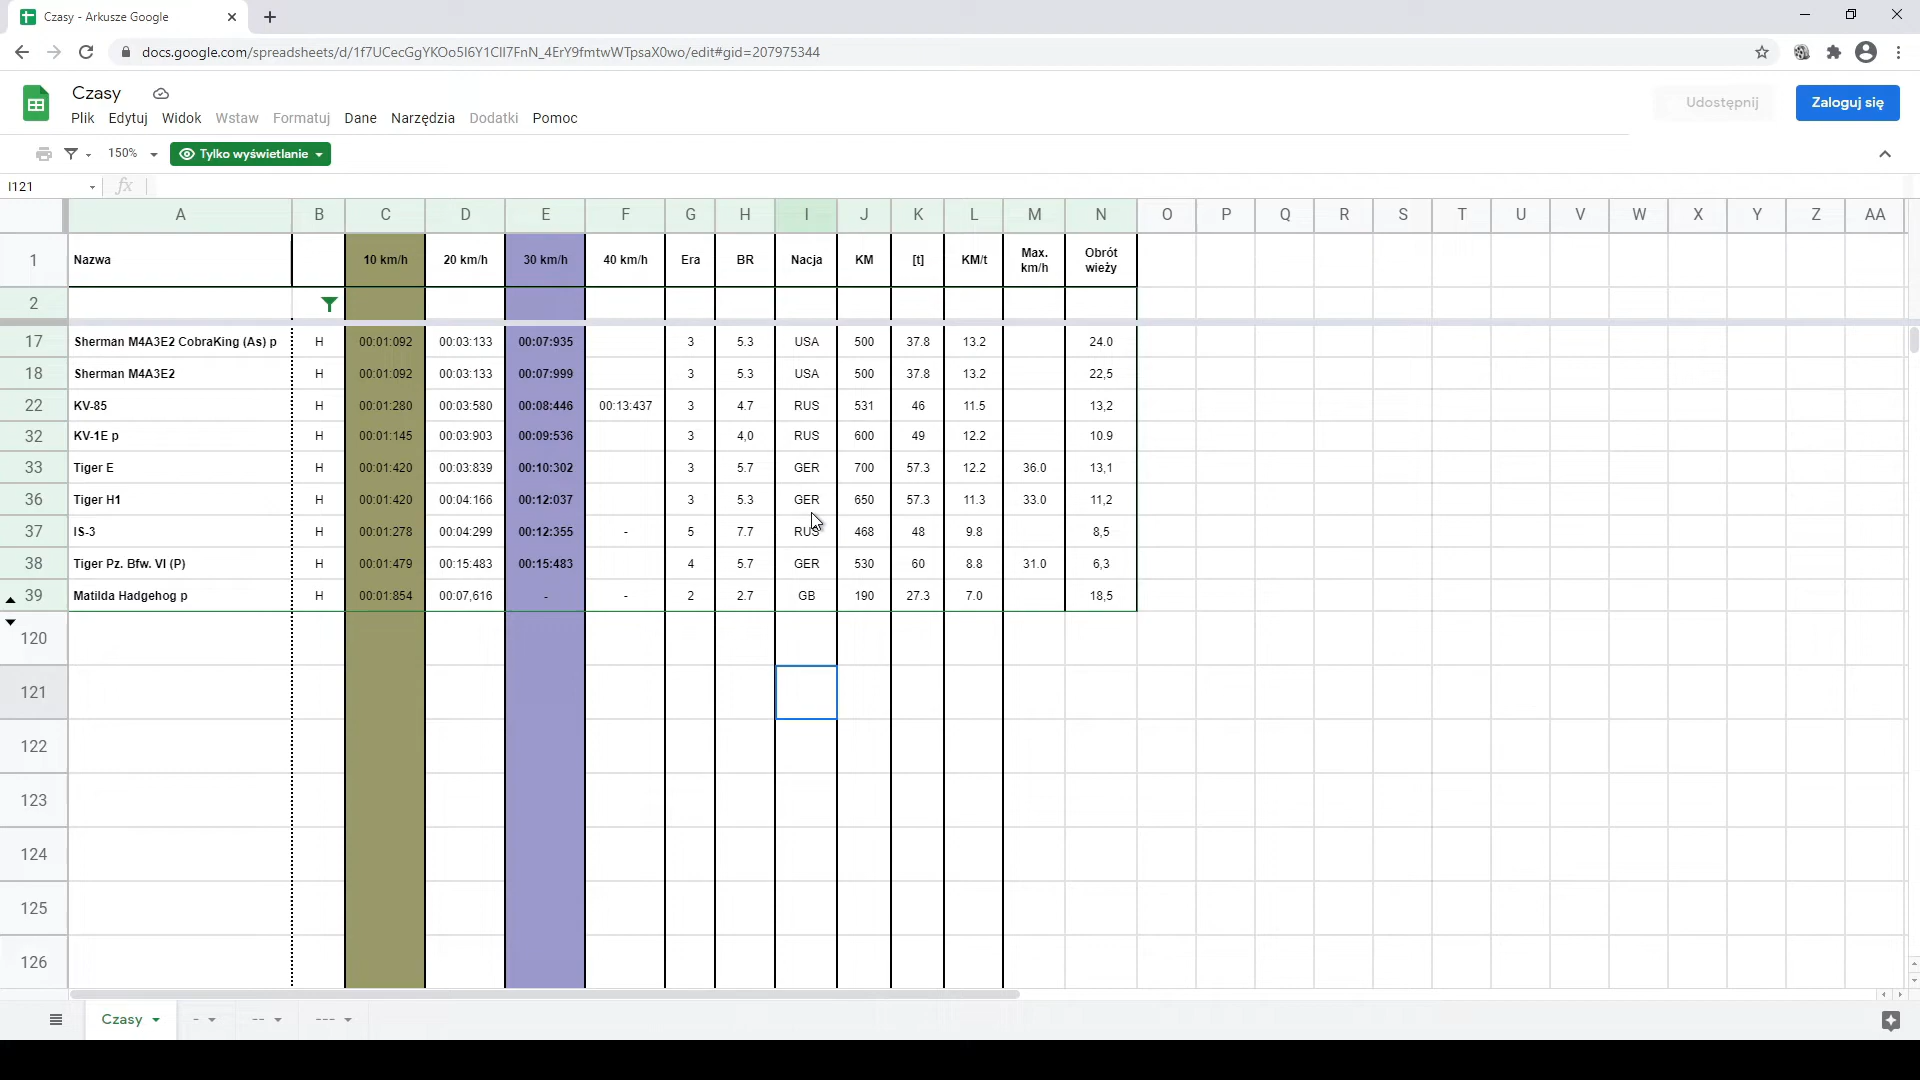 Czasy - Arkusze Google
docs.google.com/spreadsheets/d/1f7UCecGgYKOo5I6Y1CII7FnN_4ErY9fmtwWTpsaX0wo/edit#gid=207975344
Czasy
Udostępnij
Zaloguj się
Plik Edytuj Widok Wstaw Formatuj Dane Narzędzia Dodatki Pomoc
150% Tylko wyświetlanie
I121 fx
A B C D E F G H I J K L M N O P Q R S T U V W X Y Z AA
1 Nazwa 10 km/h 20 km/h 30 km/h 40 km/h Era BR Nacja KM [t] KM/t Max. km/h Obrót wieży
2
17 Sherman M4A3E2 CobraKing (As) p H 00:01:092 00:03:133 00:07:935 3 5.3 USA 500 37.8 13.2 24.0
18 Sherman M4A3E2 H 00:01:092 00:03:133 00:07:999 3 5.3 USA 500 37.8 13.2 22,5
22 KV-85 H 00:01:280 00:03:580 00:08:446 00:13:437 3 4.7 RUS 531 46 11.5 13,2
32 KV-1E p H 00:01:145 00:03:903 00:09:536 3 4,0 RUS 600 49 12.2 10.9
33 Tiger E H 00:01:420 00:03:839 00:10:302 3 5.7 GER 700 57.3 12.2 36.0 13,1
36 Tiger H1 H 00:01:420 00:04:166 00:12:037 3 5.3 GER 650 57.3 11.3 33.0 11,2
37 IS-3 H 00:01:278 00:04:299 00:12:355 - 5 7.7 RUS 468 48 9.8 8,5
38 Tiger Pz. Bfw. VI (P) H 00:01:479 00:15:483 00:15:483 4 5.7 GER 530 60 8.8 31.0 6,3
39 Matilda Hadgehog p H 00:01:854 00:07,616 - - 2 2.7 GB 190 27.3 7.0 18,5
120
121
122
123
124
125
126
Czasy - -- ---